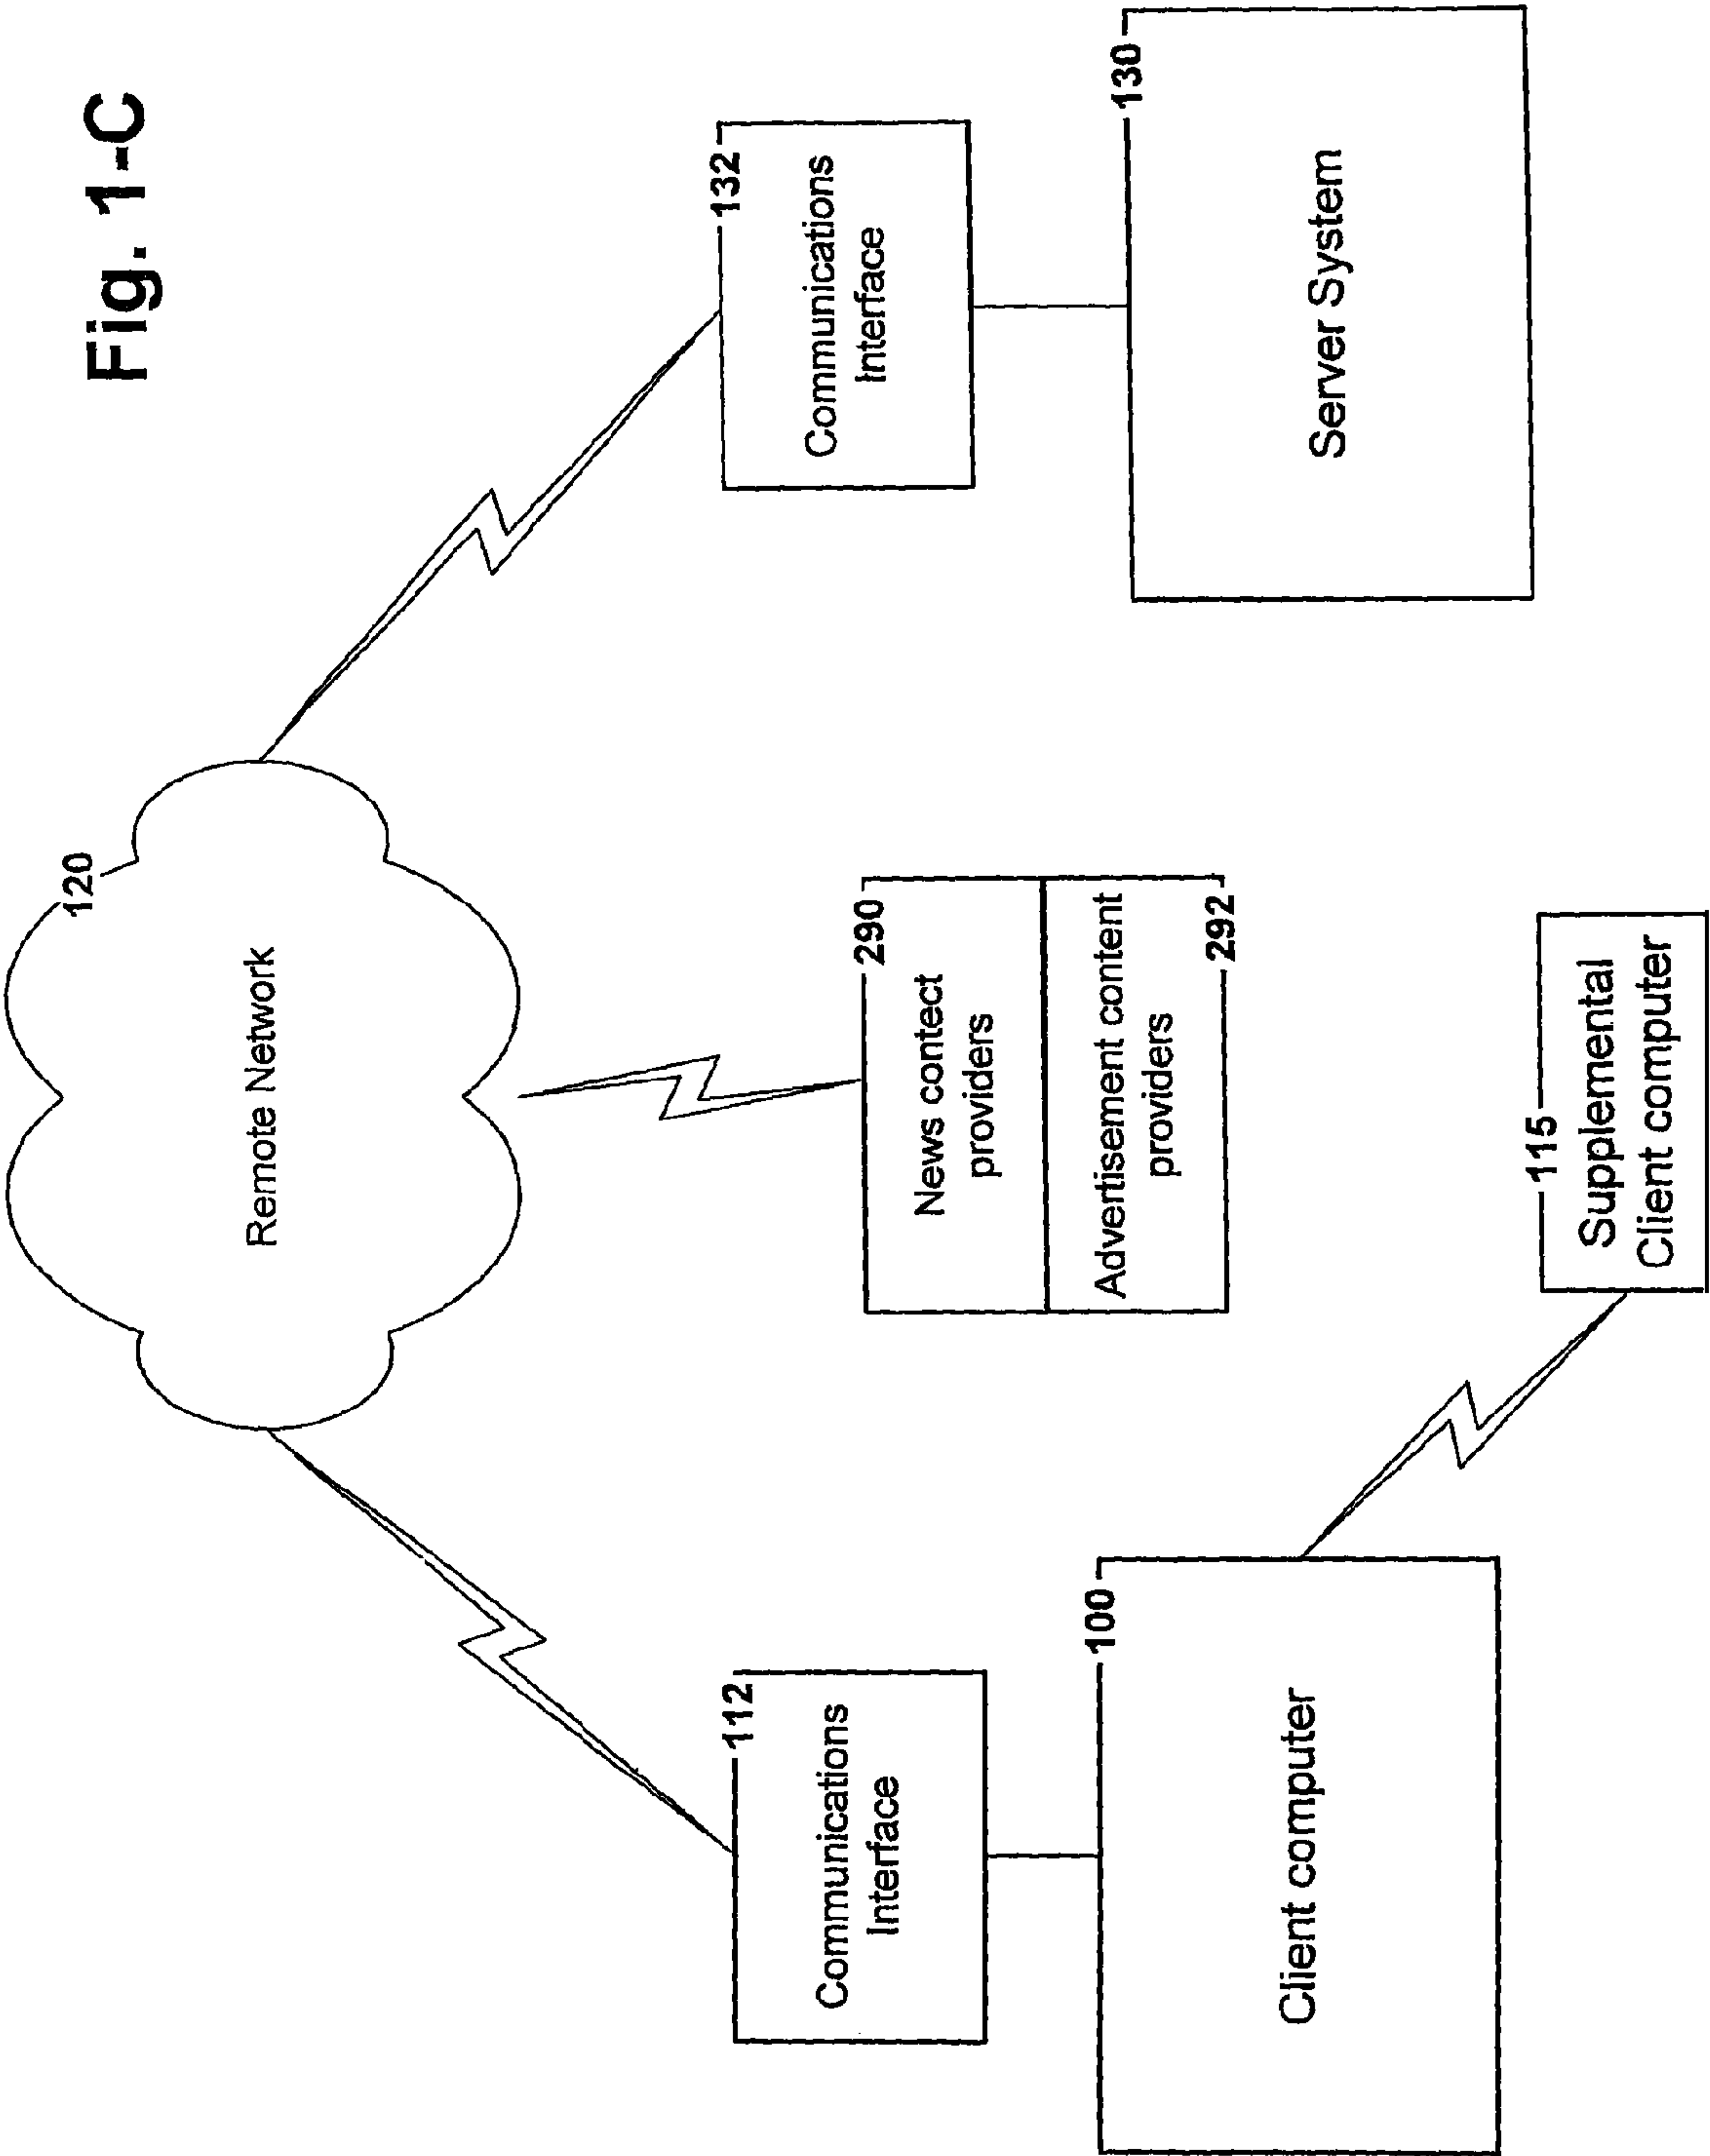 Fig. 1-C
120
Remote Network
112
Communications
Interface
290
News contect
providers
Advertisement content
providers
292
132
Communications
Interface
100
Client computer
115
Supplemental
Client computer
130
Server System